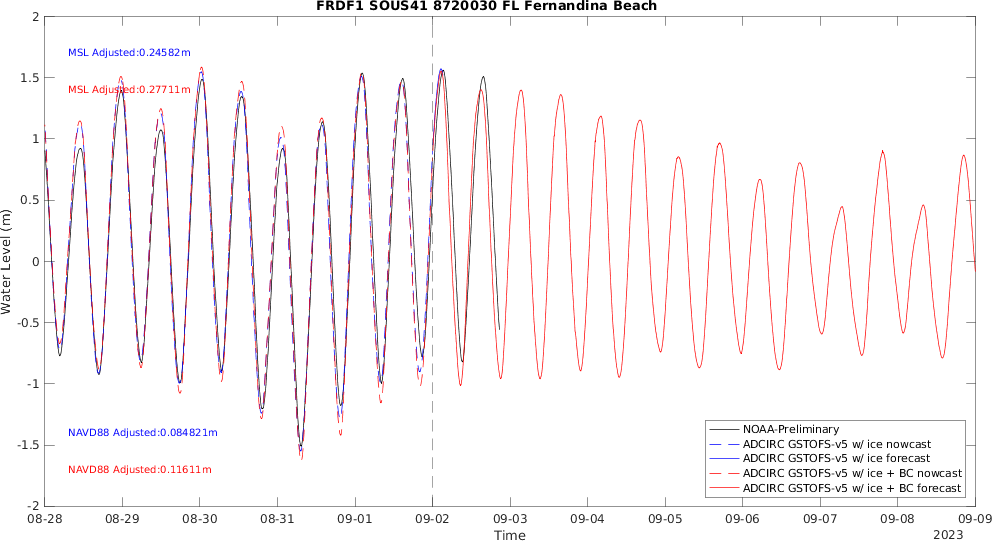 FRDF1 SOUS41 8720030 FL Fernandina Beach
2
1.5
1
0.5
0
-0.5
-1
-1.5
-2
Water Level (m)
MSL Adjusted:0.24582m
MSL Adjusted:0.27711m
NAVD88 Adjusted:0.084821m
NAVD88 Adjusted:0.11611m
NOAA-Preliminary
ADCIRC GSTOFS-v5 w/ ice nowcast
ADCIRC GSTOFS-v5 w/ ice forecast
ADCIRC GSTOFS-v5 w/ ice + BC nowcast
ADCIRC GSTOFS-v5 w/ ice + BC forecast
08-28 08-29 08-30 08-31 09-01 09-02 09-03 09-04 09-05 09-06 09-07 09-08 09-09
Time
2023